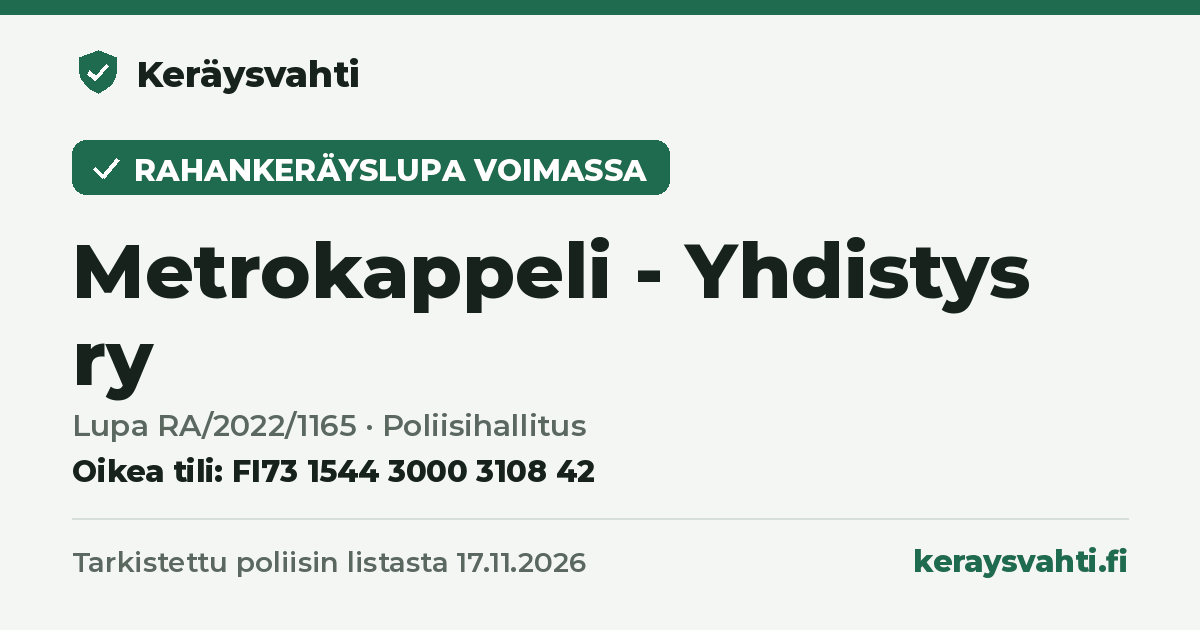 Keräysvahti
RAHANKERÄYSLUPA VOIMASSA
Metrokappeli - Yhdistys
ry
Lupa RA/2022/1165 · Poliisihallitus
Oikea tili: FI73 1544 3000 3108 42
Tarkistettu poliisin listasta 17.11.2026
keraysvahti.fi